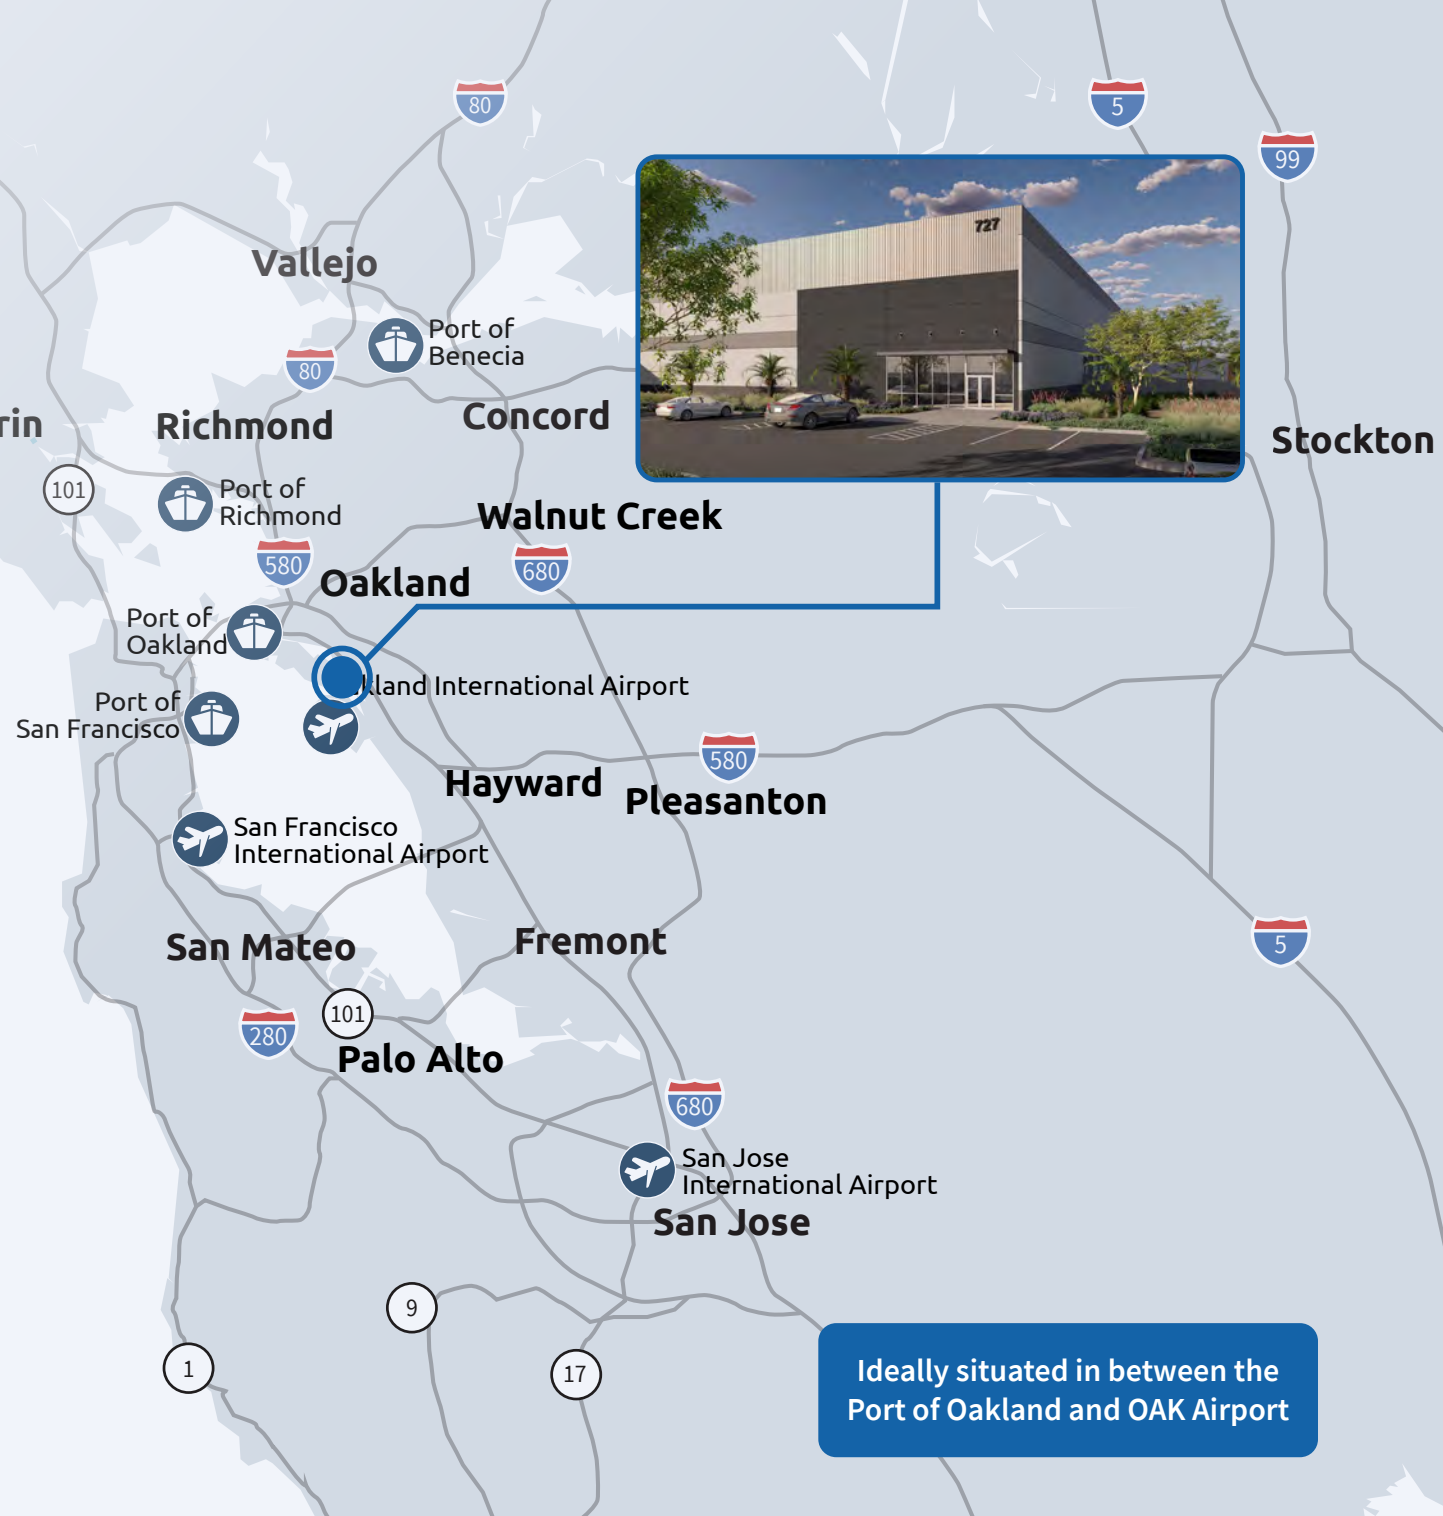 80
5
99
727
Vallejo
Port of
Benecia
80
rin
Richmond
Concord
Stockton
101
Port of
Richmond
Walnut Creek
580
Oakland
680
Port of
Oakland
kland International Airport
Port of
San Francisco
580
Hayward
Pleasanton
San Francisco
International Airport
San Mateo
Fremont
5
101
280
Palo Alto
680
San Jose
International Airport
San Jose
9
1
17
Ideally situated in between the
Port of Oakland and OAK Airport